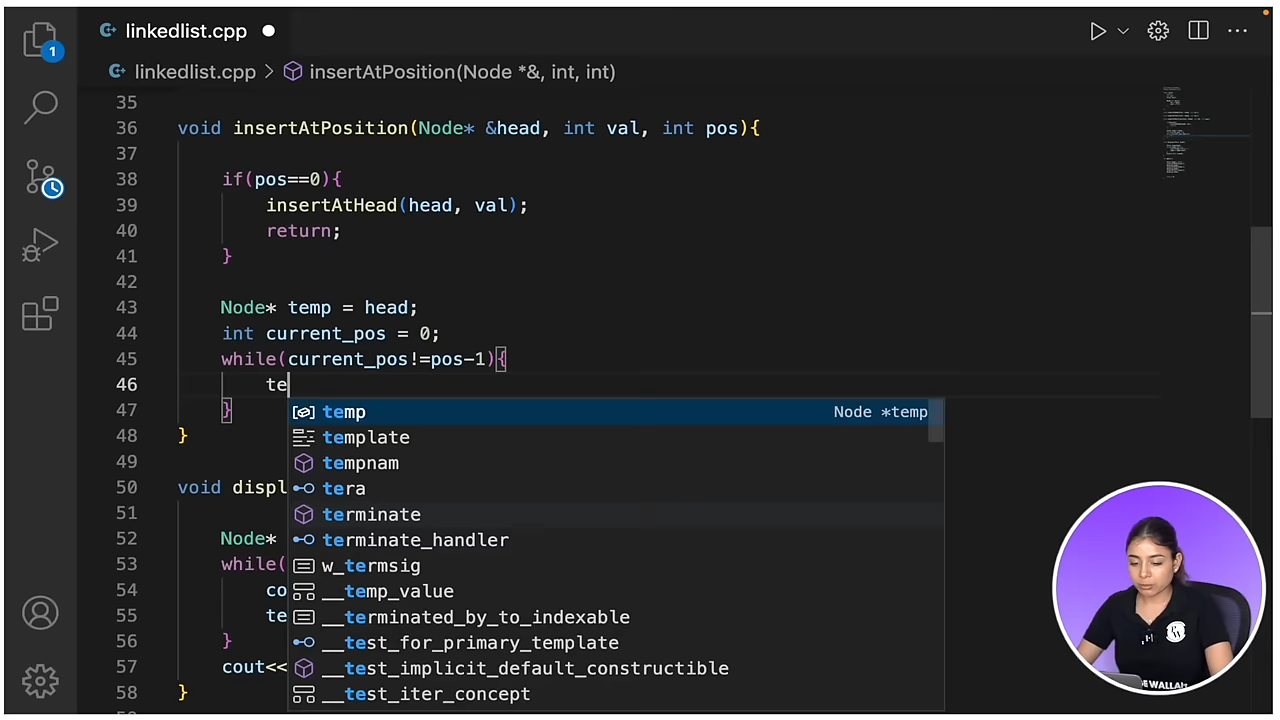 linkedlist.cpp
1
linkedlist.cpp > insertAtPosition(Node *&, int, int)
35
36 void insertAtPosition(Node* &head, int val, int pos){
37
38 if(pos==0){
39 insertAtHead(head, val);
40 return;
41 }
42
43 Node* temp = head;
44 int current_pos = 0;
45 while(current_pos!=pos-1){
46 te
47 }
48 }
49
50 void displ
51
52 Node*
53 while(
54 co
55 te
56 }
57 cout<<
58 }
temp Node *temp
template
tempnam
tera
terminate
terminate_handler
w_termsig
__temp_value
__terminated_by_to_indexable
__test_for_primary_template
__test_implicit_default_constructible
__test_iter_concept